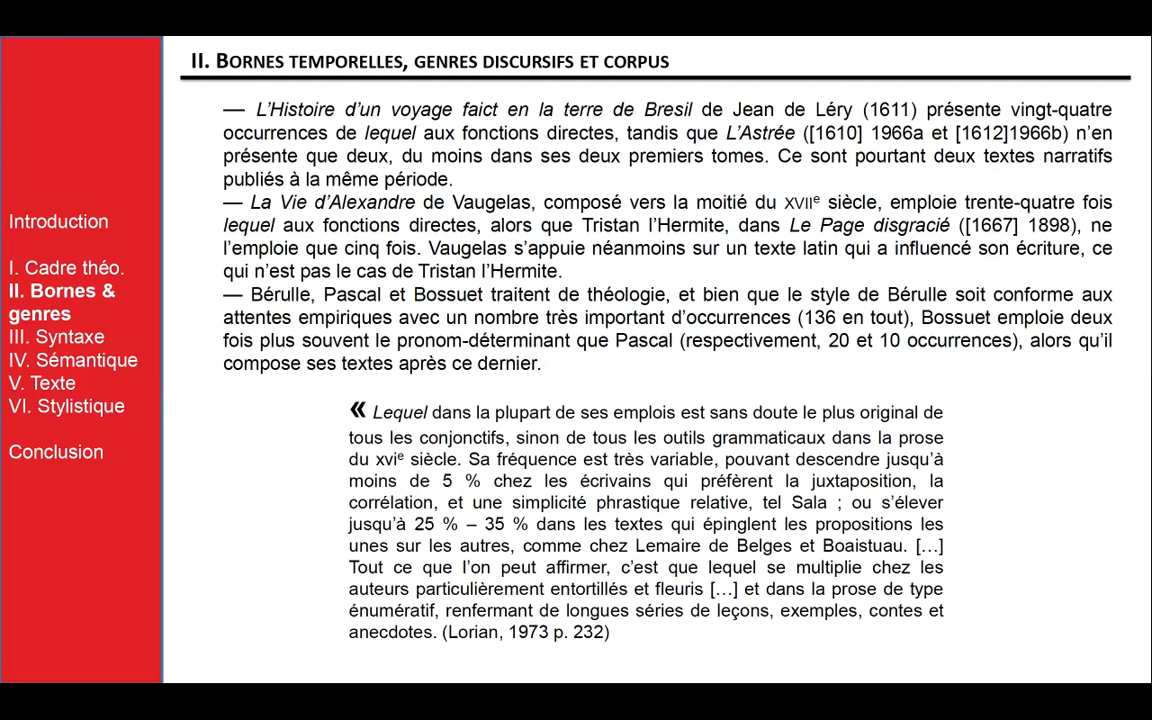 II. BORNES TEMPORELLES, GENRES DISCURSIFS ET CORPUS
Introduction
I. Cadre théo.
II. Bornes &
genres
III. Syntaxe
IV. Sémantique
V. Texte
VI. Stylistique
Conclusion
— L’Histoire d’un voyage faict en la terre de Bresil de Jean de Léry (1611) présente vingt-quatre
occurrences de lequel aux fonctions directes, tandis que L’Astrée ([1610] 1966a et [1612]1966b) n’en
présente que deux, du moins dans ses deux premiers tomes. Ce sont pourtant deux textes narratifs
publiés à la même période.
— La Vie d’Alexandre de Vaugelas, composé vers la moitié du XVIIe siècle, emploie trente-quatre fois
lequel aux fonctions directes, alors que Tristan l’Hermite, dans Le Page disgracié ([1667] 1898), ne
l’emploie que cinq fois. Vaugelas s’appuie néanmoins sur un texte latin qui a influencé son écriture, ce
qui n’est pas le cas de Tristan l’Hermite.
— Bérulle, Pascal et Bossuet traitent de théologie, et bien que le style de Bérulle soit conforme aux
attentes empiriques avec un nombre très important d’occurrences (136 en tout), Bossuet emploie deux
fois plus souvent le pronom-déterminant que Pascal (respectivement, 20 et 10 occurrences), alors qu’il
compose ses textes après ce dernier.
« Lequel dans la plupart de ses emplois est sans doute le plus original de
tous les conjonctifs, sinon de tous les outils grammaticaux dans la prose
du xvie siècle. Sa fréquence est très variable, pouvant descendre jusqu’à
moins de 5 % chez les écrivains qui préfèrent la juxtaposition, la
corrélation, et une simplicité phrastique relative, tel Sala ; ou s’élever
jusqu’à 25 % – 35 % dans les textes qui épinglent les propositions les
unes sur les autres, comme chez Lemaire de Belges et Boaistuau. […]
Tout ce que l’on peut affirmer, c’est que lequel se multiplie chez les
auteurs particulièrement entortillés et fleuris […] et dans la prose de type
énumératif, renfermant de longues séries de leçons, exemples, contes et
anecdotes. (Lorian, 1973 p. 232)